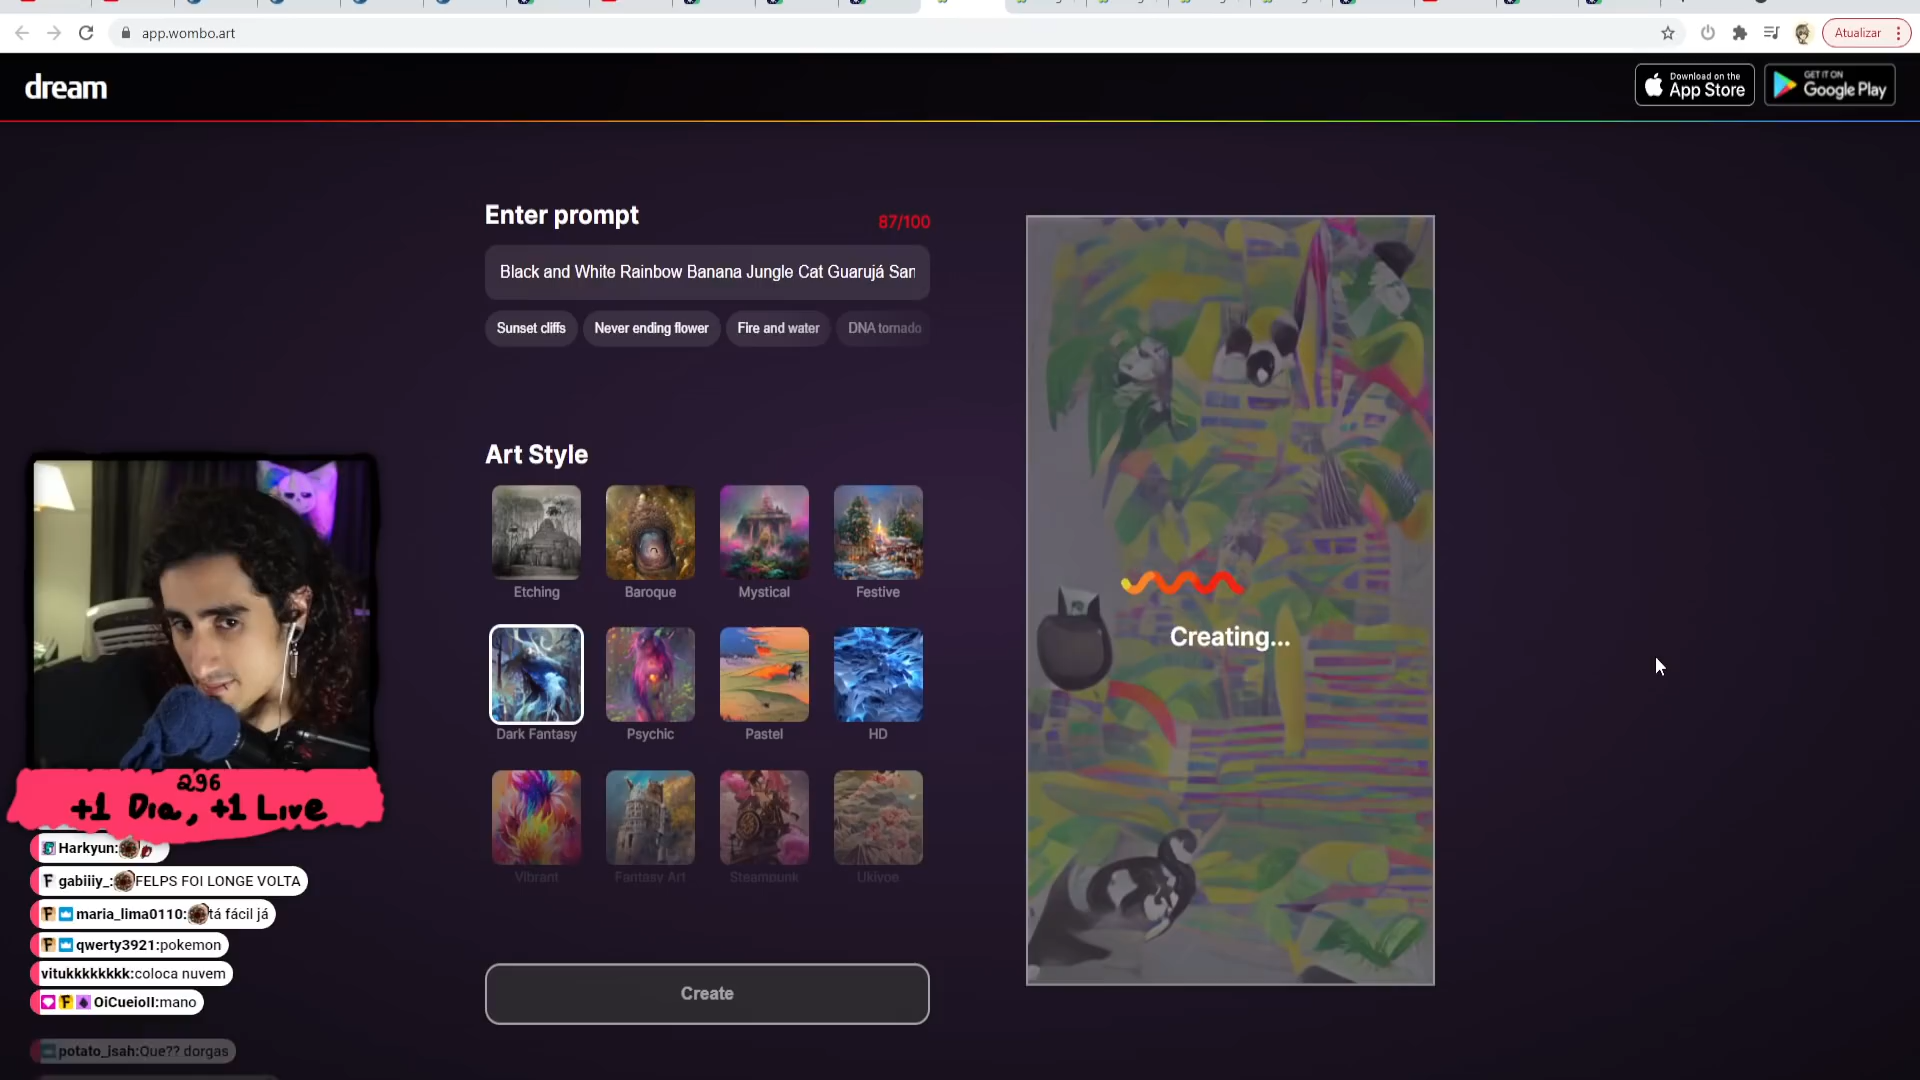 app.wombo.art
Atualizar
dream
Download on the
App Store
GET IT ON
Google Play
Enter prompt
87/100
Black and White Rainbow Banana Jungle Cat Guarujá San
Sunset cliffs
Never ending flower
Fire and water
DNA tornado
Art Style
Etching
Baroque
Mystical
Festive
Dark Fantasy
Psychic
Pastel
HD
Vibrant
Fantasy Art
Steampunk
Ukiyoe
Create
Creating...
296
+1 Dia, +1 Live
Harkyun:
gabiiiy_: FELPS FOI LONGE VOLTA
maria_lima0110: tá fácil já
qwerty3921:pokemon
vitukkkkkkkk:coloca nuvem
OiCueioII:mano
potato_isah:Que?? dorgas